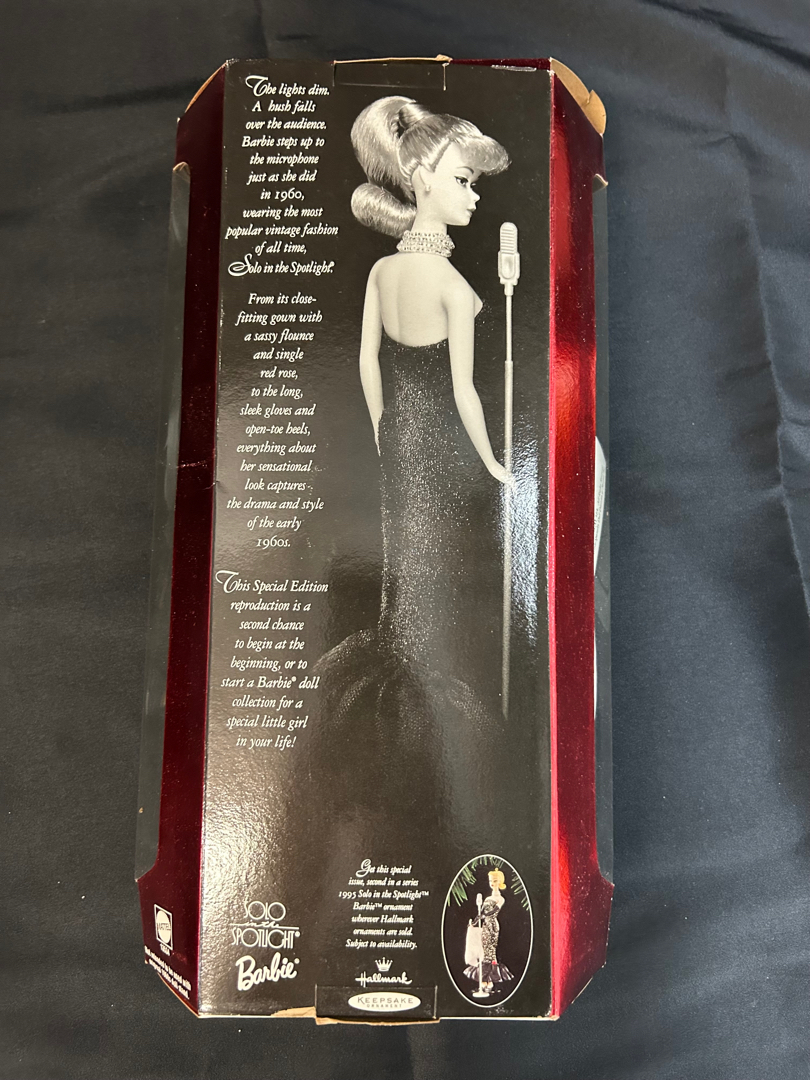 The lights dim.
A hush falls
over the audience.
Barbie steps up to
the microphone
just as she did
in 1960,
wearing the most
popular vintage fashion
of all time,
Solo in the Spotlight®.
From its close-
fitting gown with
a sassy flounce
and single
red rose,
to the long,
sleek gloves and
open-toe heels,
everything about
her sensational
look captures
the drama and style
of the early
1960s.
This Special Edition
reproduction is a
second chance
to begin at the
beginning, or to
start a Barbie® doll
collection for a
special little girl
in your life!
Get this special
issue, second in a series
1995 Solo in the Spotlight™
Barbie™ ornament
wherever Hallmark
ornaments are sold.
Subject to availability.
Hallmark
KEEPSAKE
ORNAMENT
SOLO
in the
SPOTLIGHT®
Barbie®
MATTEL